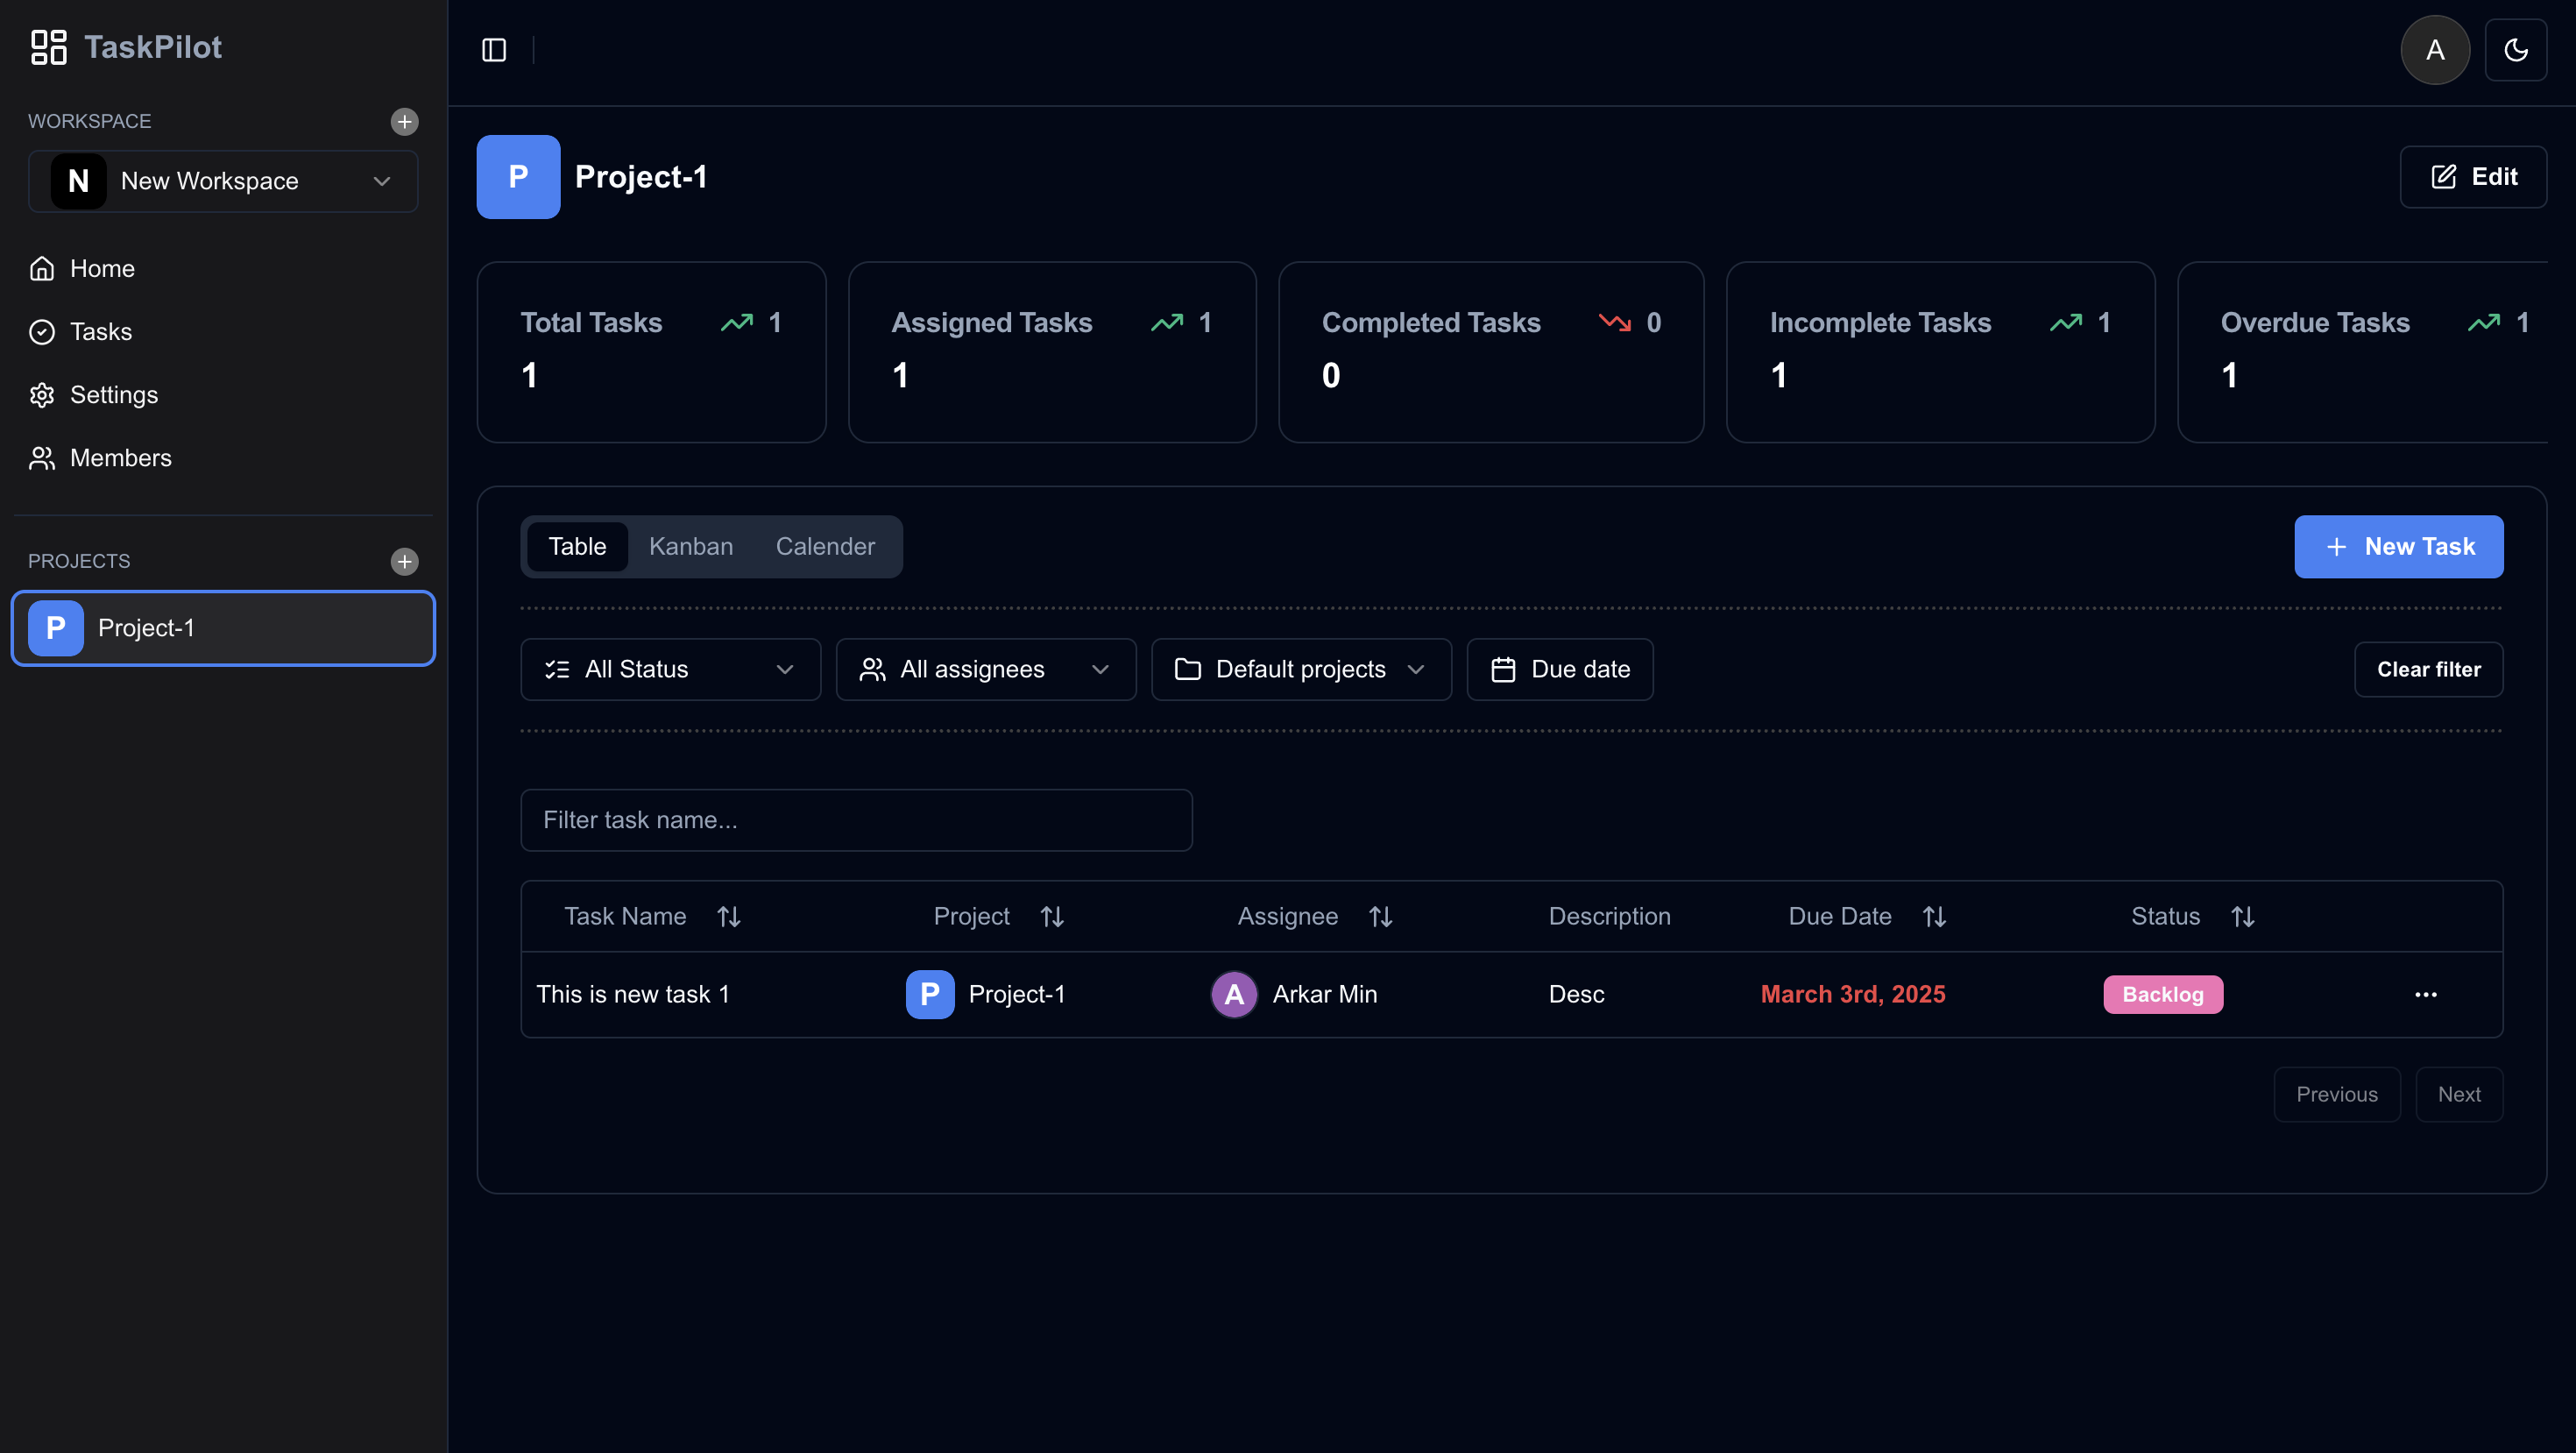 TaskPilot
WORKSPACE
N New Workspace
Home
Tasks
Settings
Members
PROJECTS
P Project-1
A
P Project-1
Edit
Total Tasks 1
1
Assigned Tasks 1
1
Completed Tasks 0
0
Incomplete Tasks 1
1
Overdue Tasks 1
1
Table Kanban Calender
New Task
All Status All assignees Default projects Due date Clear filter
Filter task name...
Task Name Project Assignee Description Due Date Status
This is new task 1 P Project-1 A Arkar Min Desc March 3rd, 2025 Backlog
Previous Next